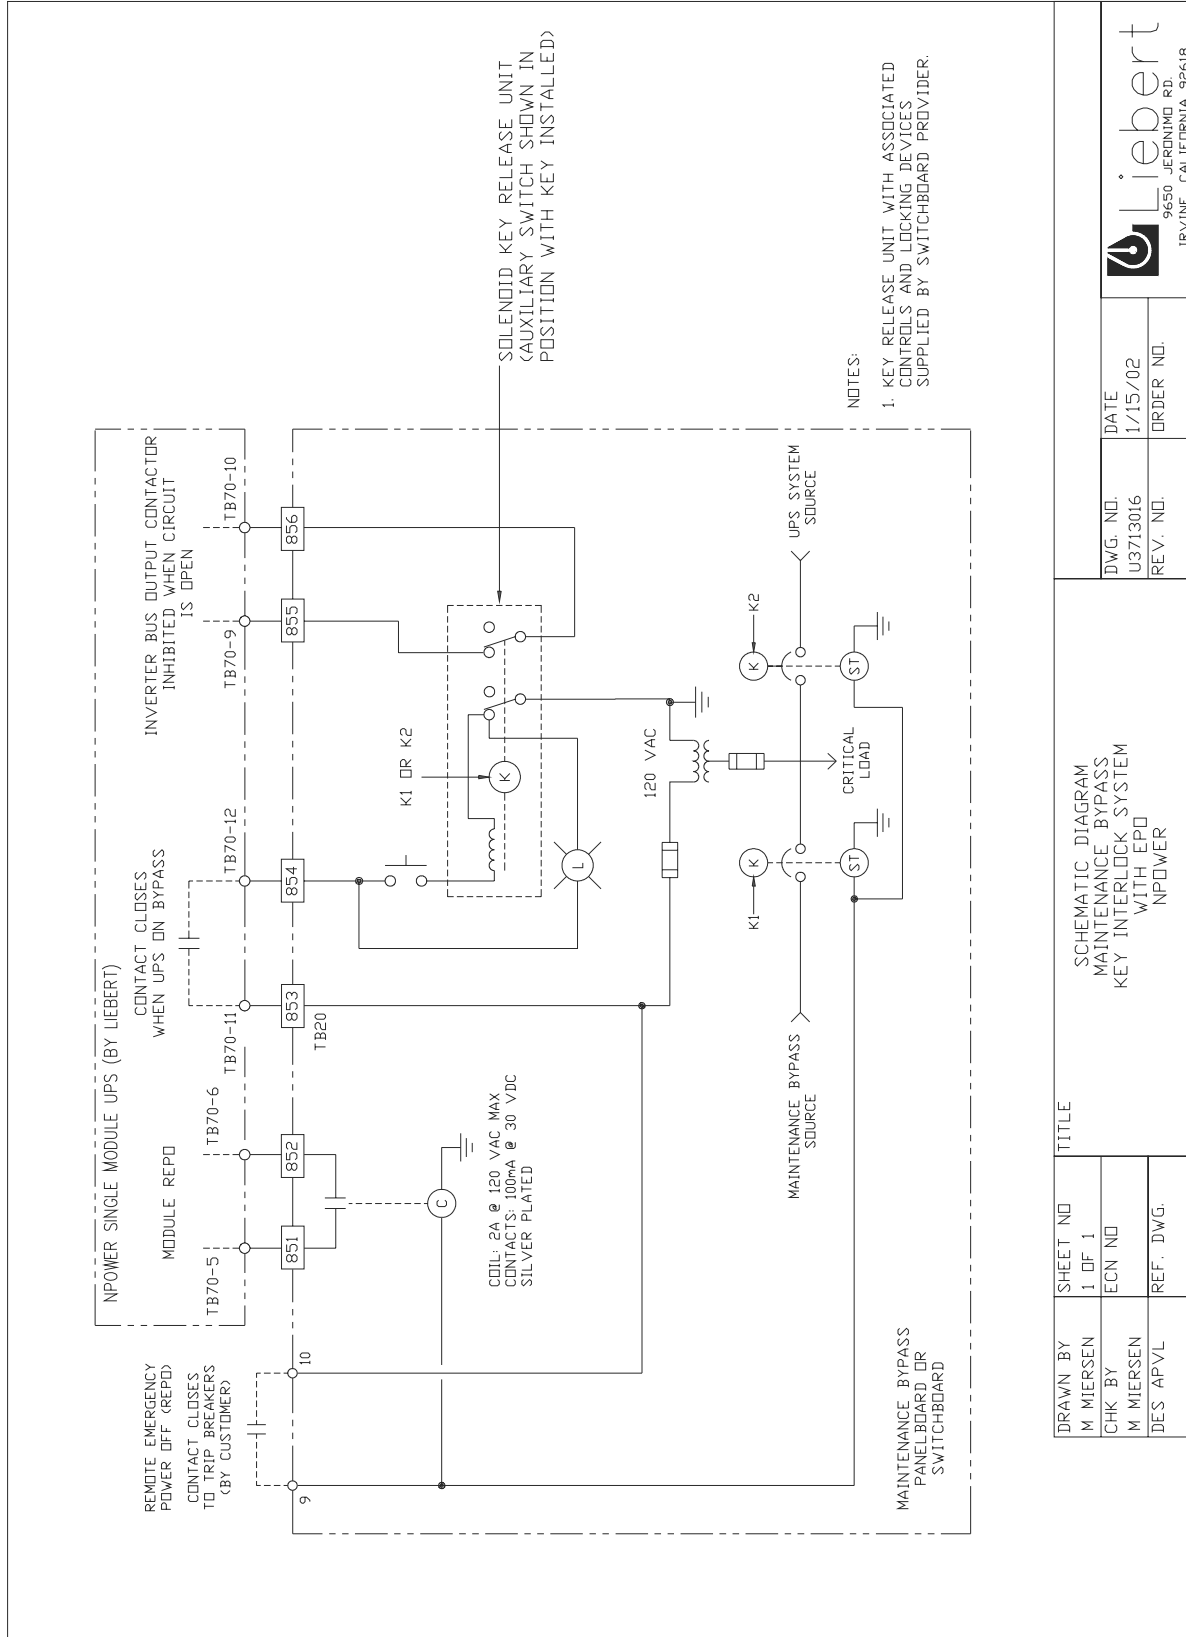 NPOWER SINGLE MODULE UPS (BY LIEBERT)
REMOTE EMERGENCY
POWER OFF (REPO)
CONTACT CLOSES
TO TRIP BREAKERS
(BY CUSTOMER)
MODULE REPO
CONTACT CLOSES
WHEN UPS ON BYPASS
INVERTER BUS OUTPUT CONTACTOR
INHIBITED WHEN CIRCUIT
IS OPEN
TB70-5
TB70-6
TB70-11
TB70-12
TB70-9
TB70-10
9
10
851
852
853
854
855
856
TB20
K1 OR K2
K
L
C
COIL: 2A @ 120 VAC MAX
CONTACTS: 100mA @ 30 VDC
SILVER PLATED
SOLENOID KEY RELEASE UNIT
(AUXILIARY SWITCH SHOWN IN
POSITION WITH KEY INSTALLED)
120 VAC
K1
K
K
K2
MAINTENANCE BYPASS
SOURCE
UPS SYSTEM
SOURCE
ST
CRITICAL
LOAD
ST
MAINTENANCE BYPASS
PANELBOARD OR
SWITCHBOARD
NOTES:
1. KEY RELEASE UNIT WITH ASSOCIATED
CONTROLS AND LOCKING DEVICES
SUPPLIED BY SWITCHBOARD PROVIDER.
DRAWN BY
M MIERSEN
CHK BY
M MIERSEN
DES APVL
SHEET NO
1 OF 1
ECN NO
REF. DWG.
TITLE
SCHEMATIC DIAGRAM
MAINTENANCE BYPASS
KEY INTERLOCK SYSTEM
WITH EPO
NPOWER
DWG. NO.
U3713016
REV. NO.
DATE
1/15/02
ORDER NO.
Liebert
9650 JERONIMO RD.
IRVINE, CALIFORNIA 92618